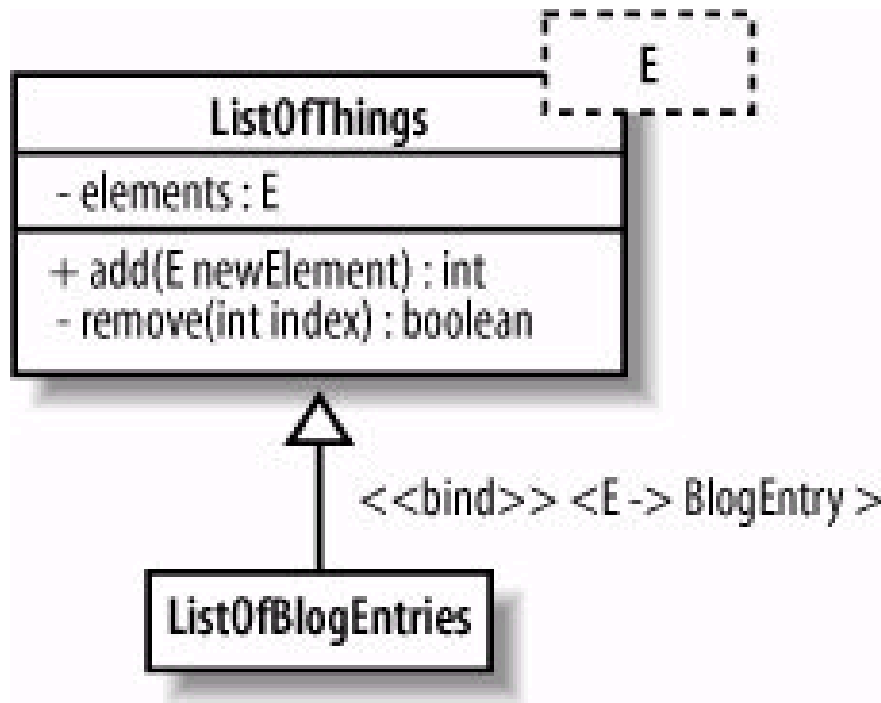 E
ListOfThings
- elements : E
+ add(E newElement) : int
- remove(int index) : boolean
<<bind>> <E -> BlogEntry >
ListOfBlogEntries